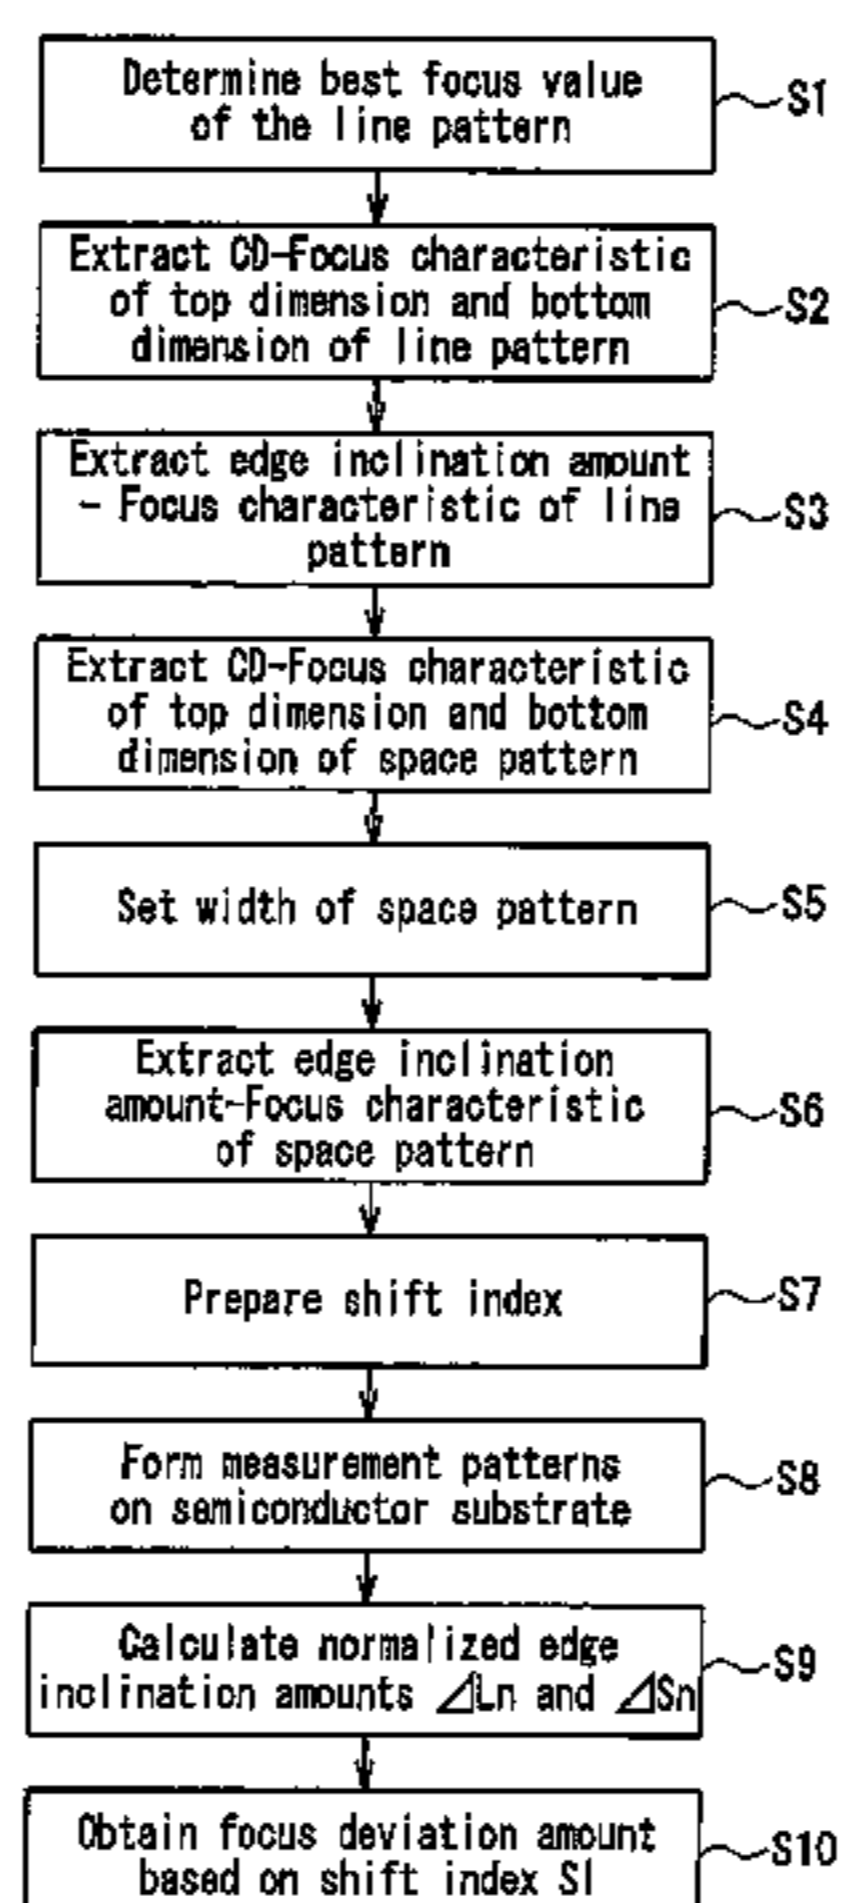 Determine best focus value
of the line pattern
S1
Extract CD-Focus characteristic
of top dimension and bottom
dimension of line pattern
S2
Extract edge inclination amount
- Focus characteristic of line
pattern
S3
Extract CD-Focus characteristic
of top dimension and bottom
dimension of space pattern
S4
Set width of space pattern
S5
Extract edge inclination
amount-Focus characteristic
of space pattern
S6
Prepare shift index
S7
Form measurement patterns
on semiconductor substrate
S8
Calculate normalized edge
inclination amounts ⊿Ln and ⊿Sn
S9
Obtain focus deviation amount
based on shift index SI
S10